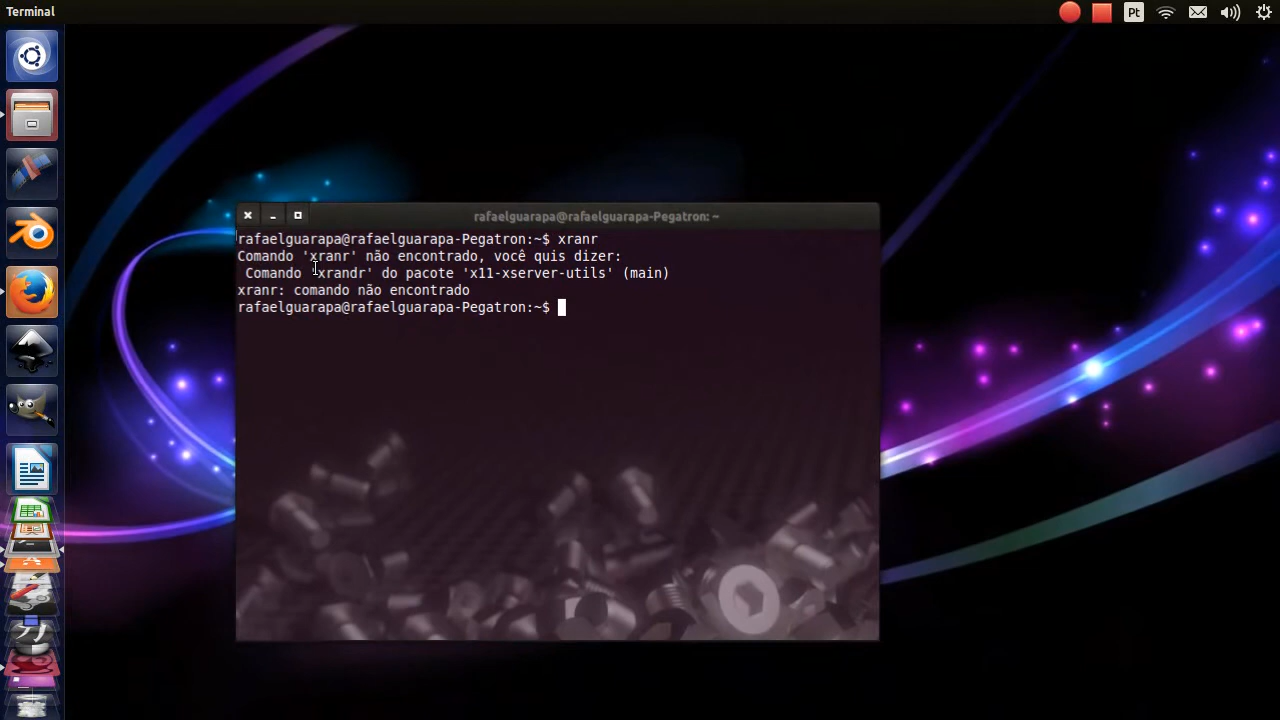 Terminal
Pt
rafaelguarapa@rafaelguarapa-Pegatron: ~
rafaelguarapa@rafaelguarapa-Pegatron:~$ xranr
Comando 'xranr' não encontrado, você quis dizer:
 Comando 'xrandr' do pacote 'x11-xserver-utils' (main)
xranr: comando não encontrado
rafaelguarapa@rafaelguarapa-Pegatron:~$